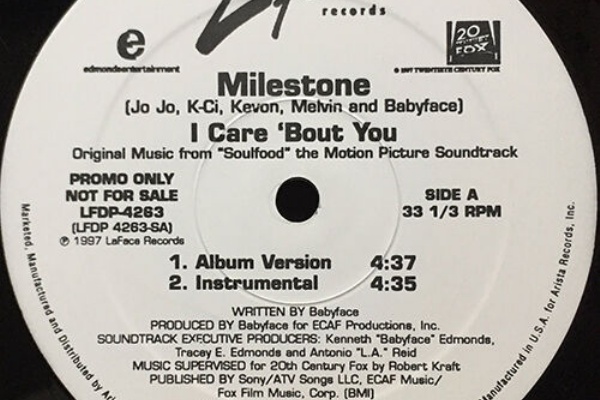 records
e
edmondsentertainment
20
FOX
© 1997 TWENTIETH CENTURY FOX
Milestone
(Jo Jo, K-Ci, Kevon, Melvin and Babyface)
I Care ‘Bout You
Original Music from "Soulfood" the Motion Picture Soundtrack
PROMO ONLY
NOT FOR SALE
LFDP-4263
(LFDP 4263-SA)
℗ 1997 LaFace Records
SIDE A
33 1/3 RPM
1. Album Version 4:37
2. Instrumental 4:35
WRITTEN BY Babyface
PRODUCED BY Babyface for ECAF Productions, Inc.
SOUNDTRACK EXECUTIVE PRODUCERS: Kenneth "Babyface" Edmonds,
Tracey E. Edmonds and Antonio "L.A." Reid
MUSIC SUPERVISED for 20th Century Fox by Robert Kraft
PUBLISHED BY Sony/ATV Songs LLC, ECAF Music/
Fox Film Music, Corp. (BMI)
Marketed, Manufactured and Distributed by
Manufactured in U.S.A. for Arista Records, Inc.